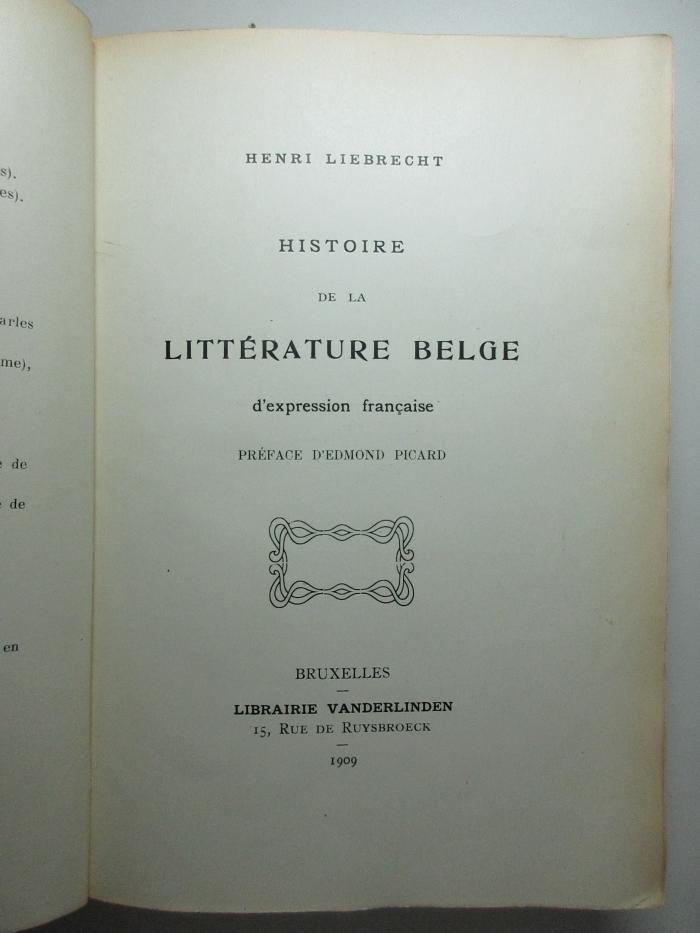 s).
es).
arles
me),
de
de
en
HENRI LIEBRECHT
HISTOIRE
DE LA
LITTÉRATURE BELGE
d'expression française
PRÉFACE D'EDMOND PICARD
BRUXELLES
LIBRAIRIE VANDERLINDEN
15, RUE DE RUYSBROECK
1909